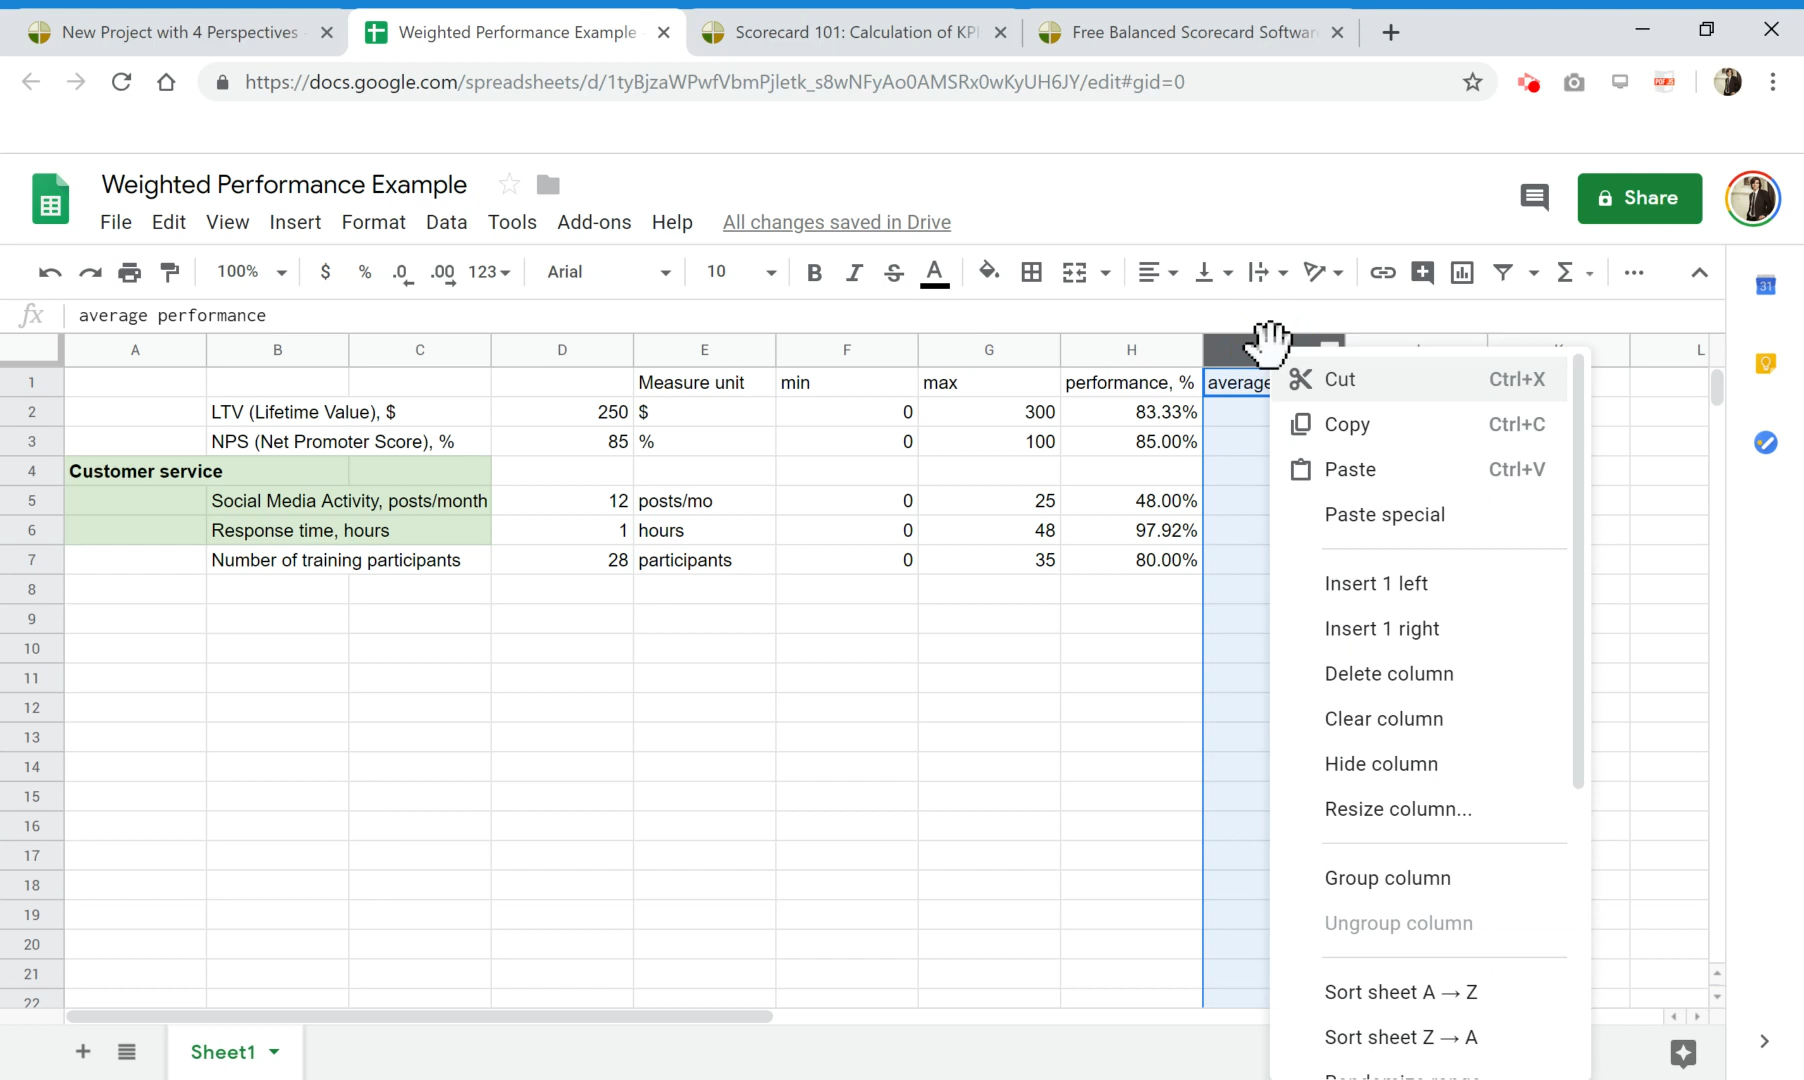 New Project with 4 Perspectives
Weighted Performance Example
Scorecard 101: Calculation of KP
Free Balanced Scorecard Softwar
https://docs.google.com/spreadsheets/d/1tyBjzaWPwfVbmPjletk_s8wNFyAo0AMSRx0wKyUH6JY/edit#gid=0
Weighted Performance Example
Share
File Edit View Insert Format Data Tools Add-ons Help All changes saved in Drive
100% $ % .0 .00 123 Arial 10 B I S A Σ
31
fx average performance
A B C D E F G H L
1 Measure unit min max performance, % average
2 LTV (Lifetime Value), $ 250 $ 0 300 83.33%
3 NPS (Net Promoter Score), % 85 % 0 100 85.00%
4 Customer service
5 Social Media Activity, posts/month 12 posts/mo 0 25 48.00%
6 Response time, hours 1 hours 0 48 97.92%
7 Number of training participants 28 participants 0 35 80.00%
8
9
10
11
12
13
14
15
16
17
18
19
20
21
22
Cut Ctrl+X
Copy Ctrl+C
Paste Ctrl+V
Paste special
Insert 1 left
Insert 1 right
Delete column
Clear column
Hide column
Resize column...
Group column
Ungroup column
Sort sheet A → Z
Sort sheet Z → A
Sheet1